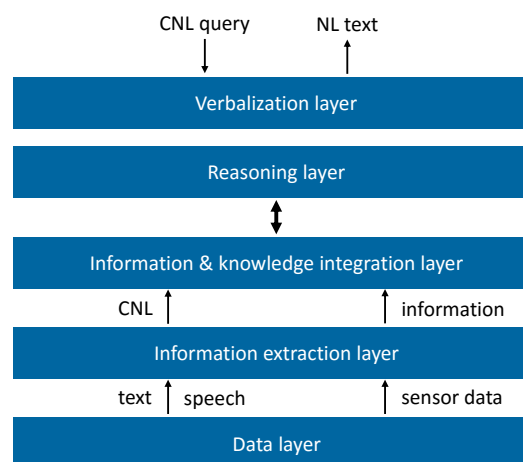 CNL query NL text
Verbalization layer
Reasoning layer
Information & knowledge integration layer
CNL information
Information extraction layer
text speech sensor data
Data layer